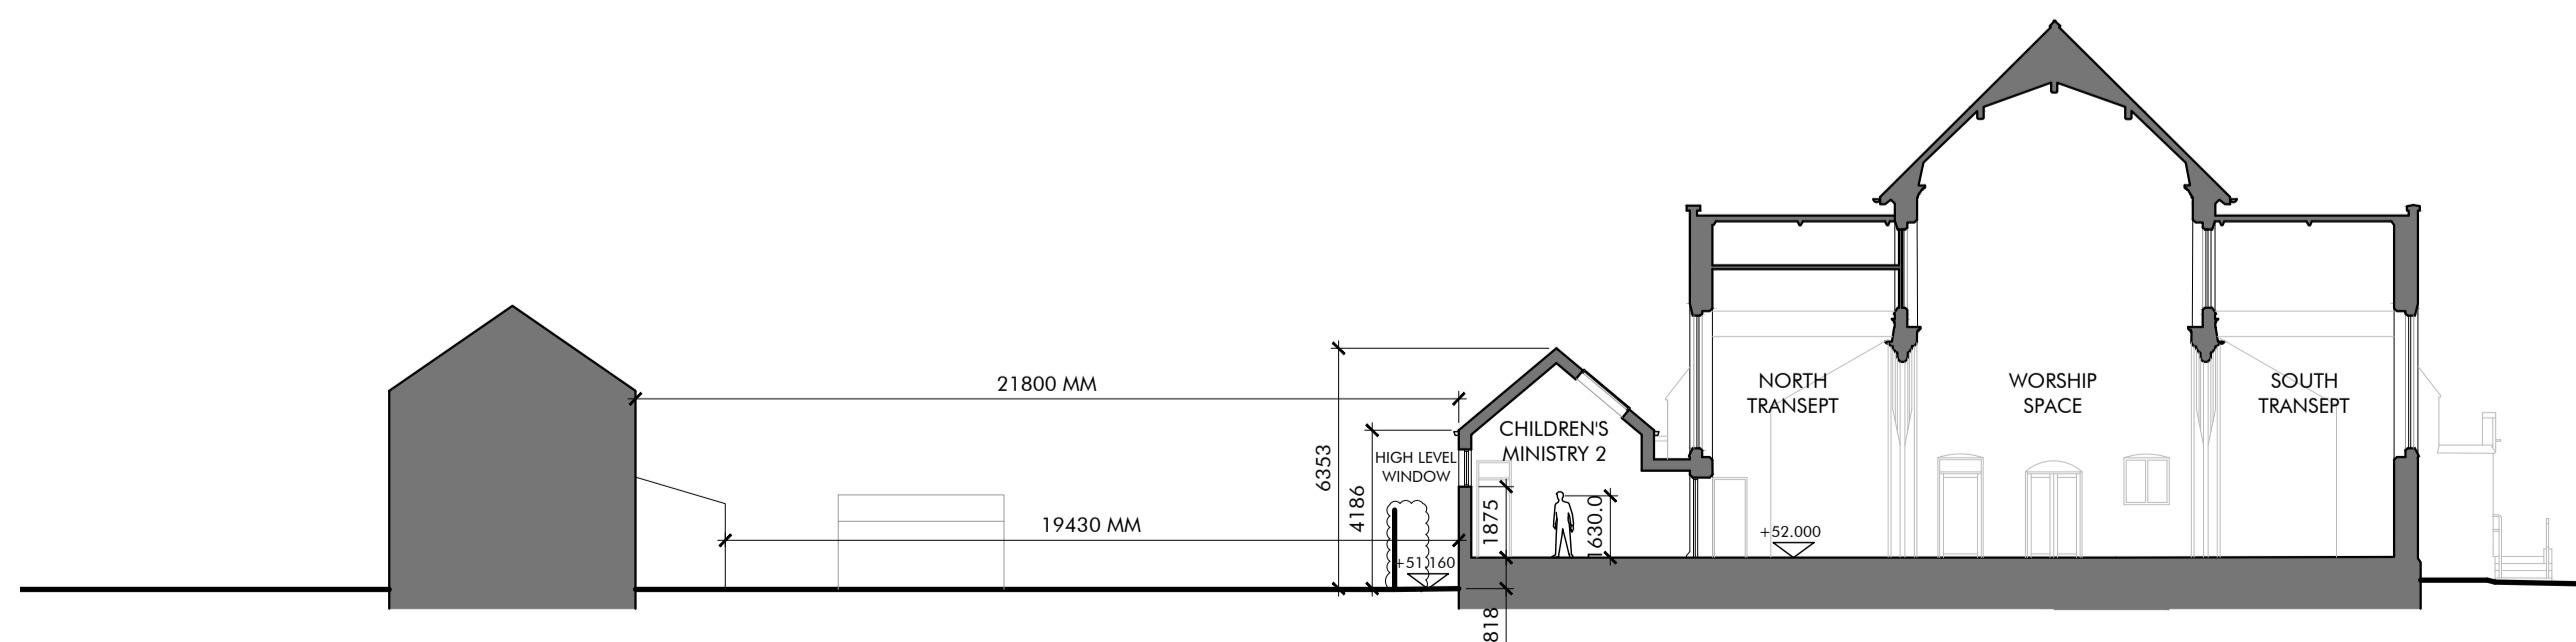 21800 MM
19430 MM
6353
4186
HIGH LEVEL
WINDOW
+51.160
CHILDREN'S
MINISTRY 2
1875
1630.0
818
NORTH
TRANSEPT
+52.000
WORSHIP
SPACE
SOUTH
TRANSEPT